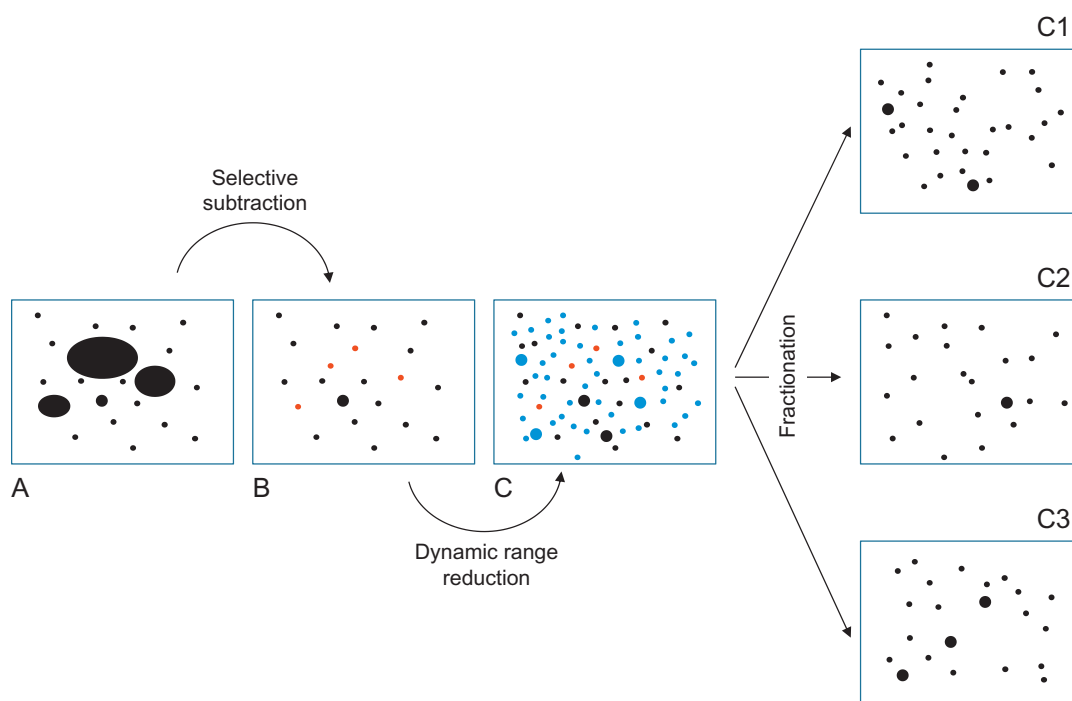 C1
Selective
subtraction
C2
Fractionation
A
B
C
C3
Dynamic range
reduction